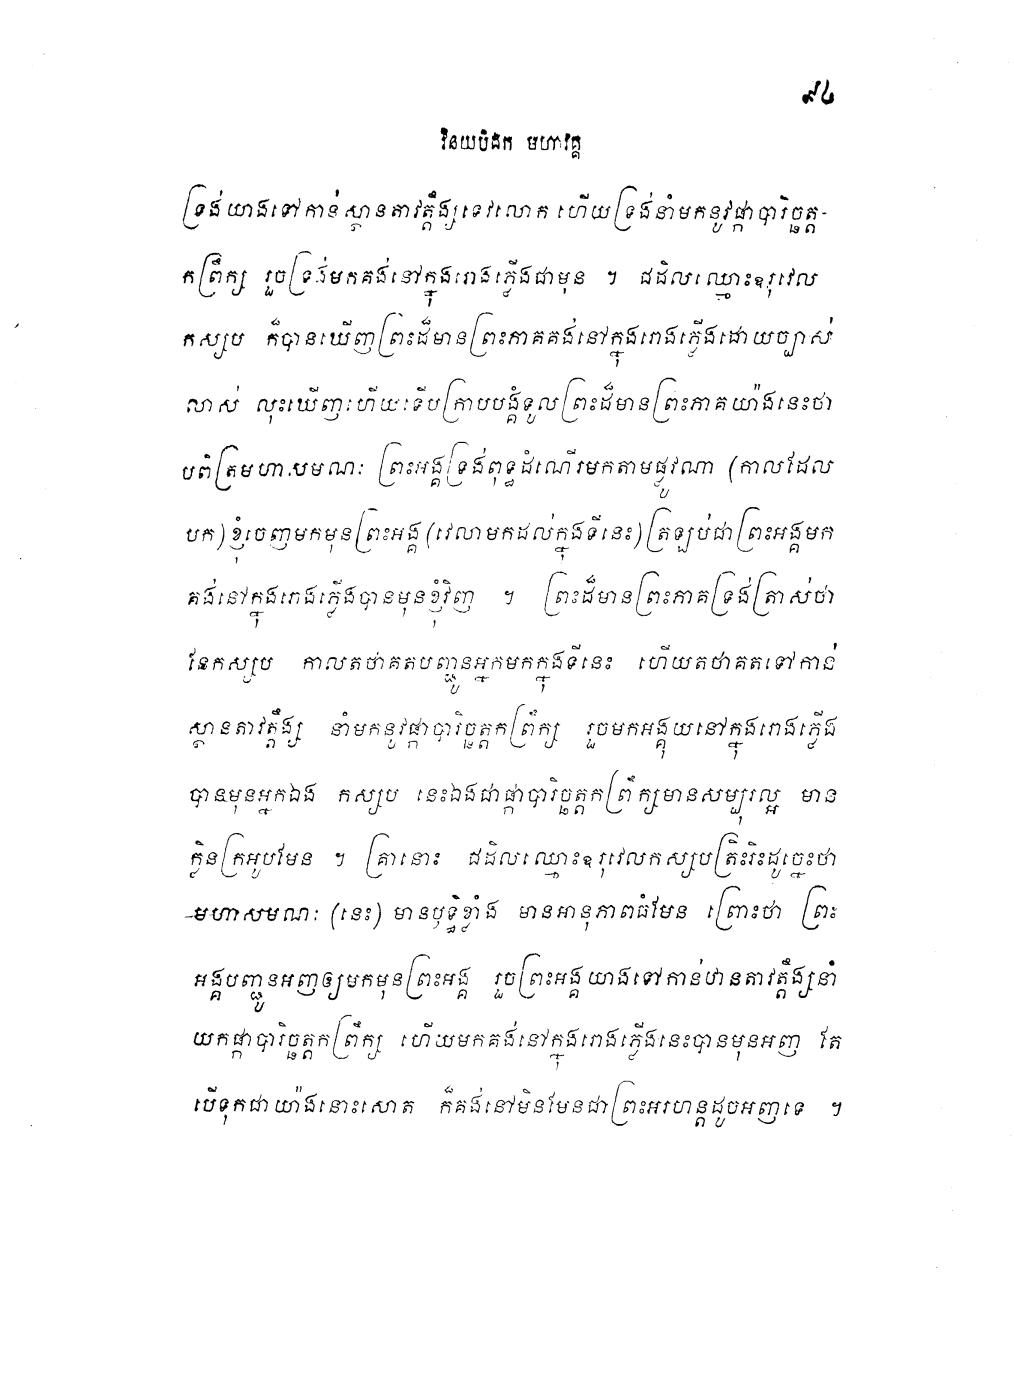 ៩៤
វិនយបិដក មហាវគ្គ
ទ្រង់យាងទៅកាន់ស្ថានតាវត្តឹង្សទេវលោក ហើយទ្រង់នាំមកនូវផ្កាបារិច្ឆត្ត-
កព្រឹក្ស រួចទ្រង់មកគង់នៅក្នុងរោងភ្លើងជាមុន ។ ជដិលឈ្មោះឧរុវេល
កស្សប ក៏បានឃើញព្រះដ៏មានព្រះភាគគង់នៅក្នុងរោងភ្លើងដោយច្បាស់
លាស់ លុះឃើញហើយទើបក្រាបបង្គំទូលព្រះដ៏មានព្រះភាគយ៉ាងនេះថា
បពិត្រមហាសមណៈ ព្រះអង្គទ្រង់ពុទ្ធដំណើរមកតាមផ្លូវណា (កាលដែល
បក) ខ្ញុំចេញមកមុនព្រះអង្គ (វេលាមកដល់ក្នុងទីនេះ) ត្រឡប់ជាព្រះអង្គមក
គង់នៅក្នុងរោងភ្លើងបានមុនខ្ញុំវិញ ។ ព្រះដ៏មានព្រះភាគទ្រង់ត្រាស់ថា
នែកស្សប កាលតថាគតបញ្ជូនអ្នកមកក្នុងទីនេះ ហើយតថាគតទៅកាន់
ស្ថានតាវត្តឹង្ស នាំមកនូវផ្កាបារិច្ឆត្តកព្រឹក្ស រួចមកអង្គុយនៅក្នុងរោងភ្លើង
បានមុនអ្នកឯង កស្សប នេះឯងជាផ្កាបារិច្ឆត្តកព្រឹក្សមានសម្បុរល្អ មាន
ក្លិនក្រអូបមែន ។ គ្រានោះ ជដិលឈ្មោះឧរុវេលកស្សបត្រិះរិះដូច្នេះថា
មហាសមណៈ (នេះ) មានឫទ្ធិខ្លាំង មានអានុភាពធំមែន ព្រោះថា ព្រះ
អង្គបញ្ជូនអញឲ្យមកមុនព្រះអង្គ រួចព្រះអង្គយាងទៅកាន់ឋានតាវត្តឹង្សនាំ
យកផ្កាបារិច្ឆត្តកព្រឹក្ស ហើយមកគង់នៅក្នុងរោងភ្លើងនេះបានមុនអញ តែ
បើទុកជាយ៉ាងនោះសោត ក៏គង់នៅមិនមែនជាព្រះអរហន្តដូចអញទេ ។